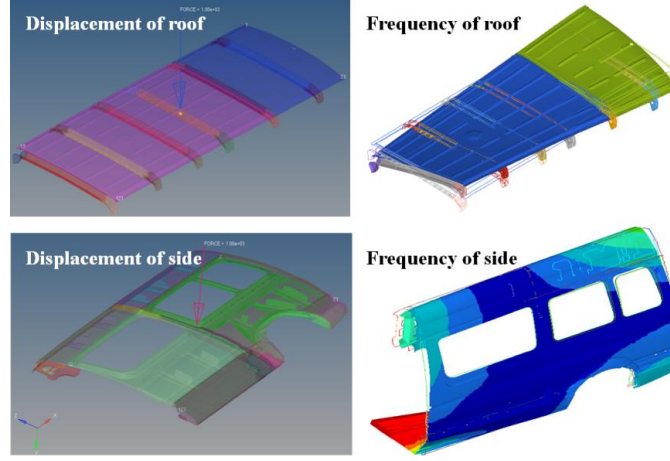 Displacement of roof
FORCE = 1.00e+03
Frequency of roof
Displacement of side
FORCE = 1.00e+03
Frequency of side